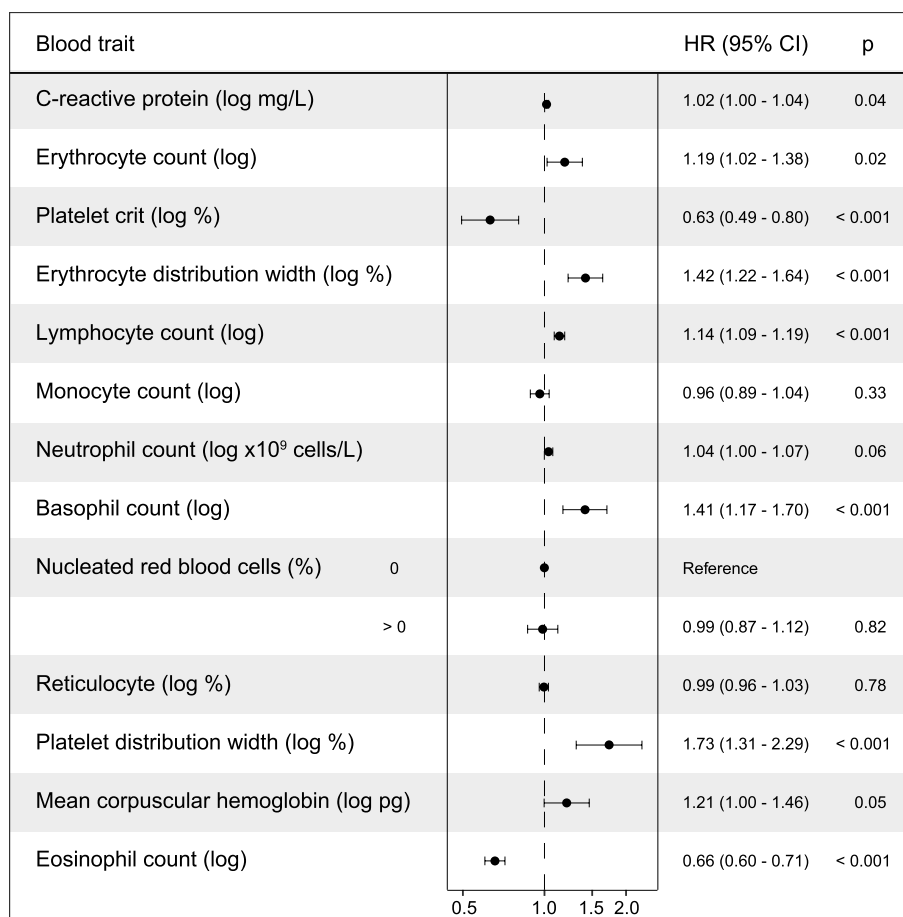 Blood trait HR (95% CI) p
C-reactive protein (log mg/L) 1.02 (1.00 - 1.04) 0.04
Erythrocyte count (log) 1.19 (1.02 - 1.38) 0.02
Platelet crit (log %) 0.63 (0.49 - 0.80) < 0.001
Erythrocyte distribution width (log %) 1.42 (1.22 - 1.64) < 0.001
Lymphocyte count (log) 1.14 (1.09 - 1.19) < 0.001
Monocyte count (log) 0.96 (0.89 - 1.04) 0.33
Neutrophil count (log x10⁹ cells/L) 1.04 (1.00 - 1.07) 0.06
Basophil count (log) 1.41 (1.17 - 1.70) < 0.001
Nucleated red blood cells (%) 0 Reference
> 0 0.99 (0.87 - 1.12) 0.82
Reticulocyte (log %) 0.99 (0.96 - 1.03) 0.78
Platelet distribution width (log %) 1.73 (1.31 - 2.29) < 0.001
Mean corpuscular hemoglobin (log pg) 1.21 (1.00 - 1.46) 0.05
Eosinophil count (log) 0.66 (0.60 - 0.71) < 0.001
0.5 1.0 1.5 2.0